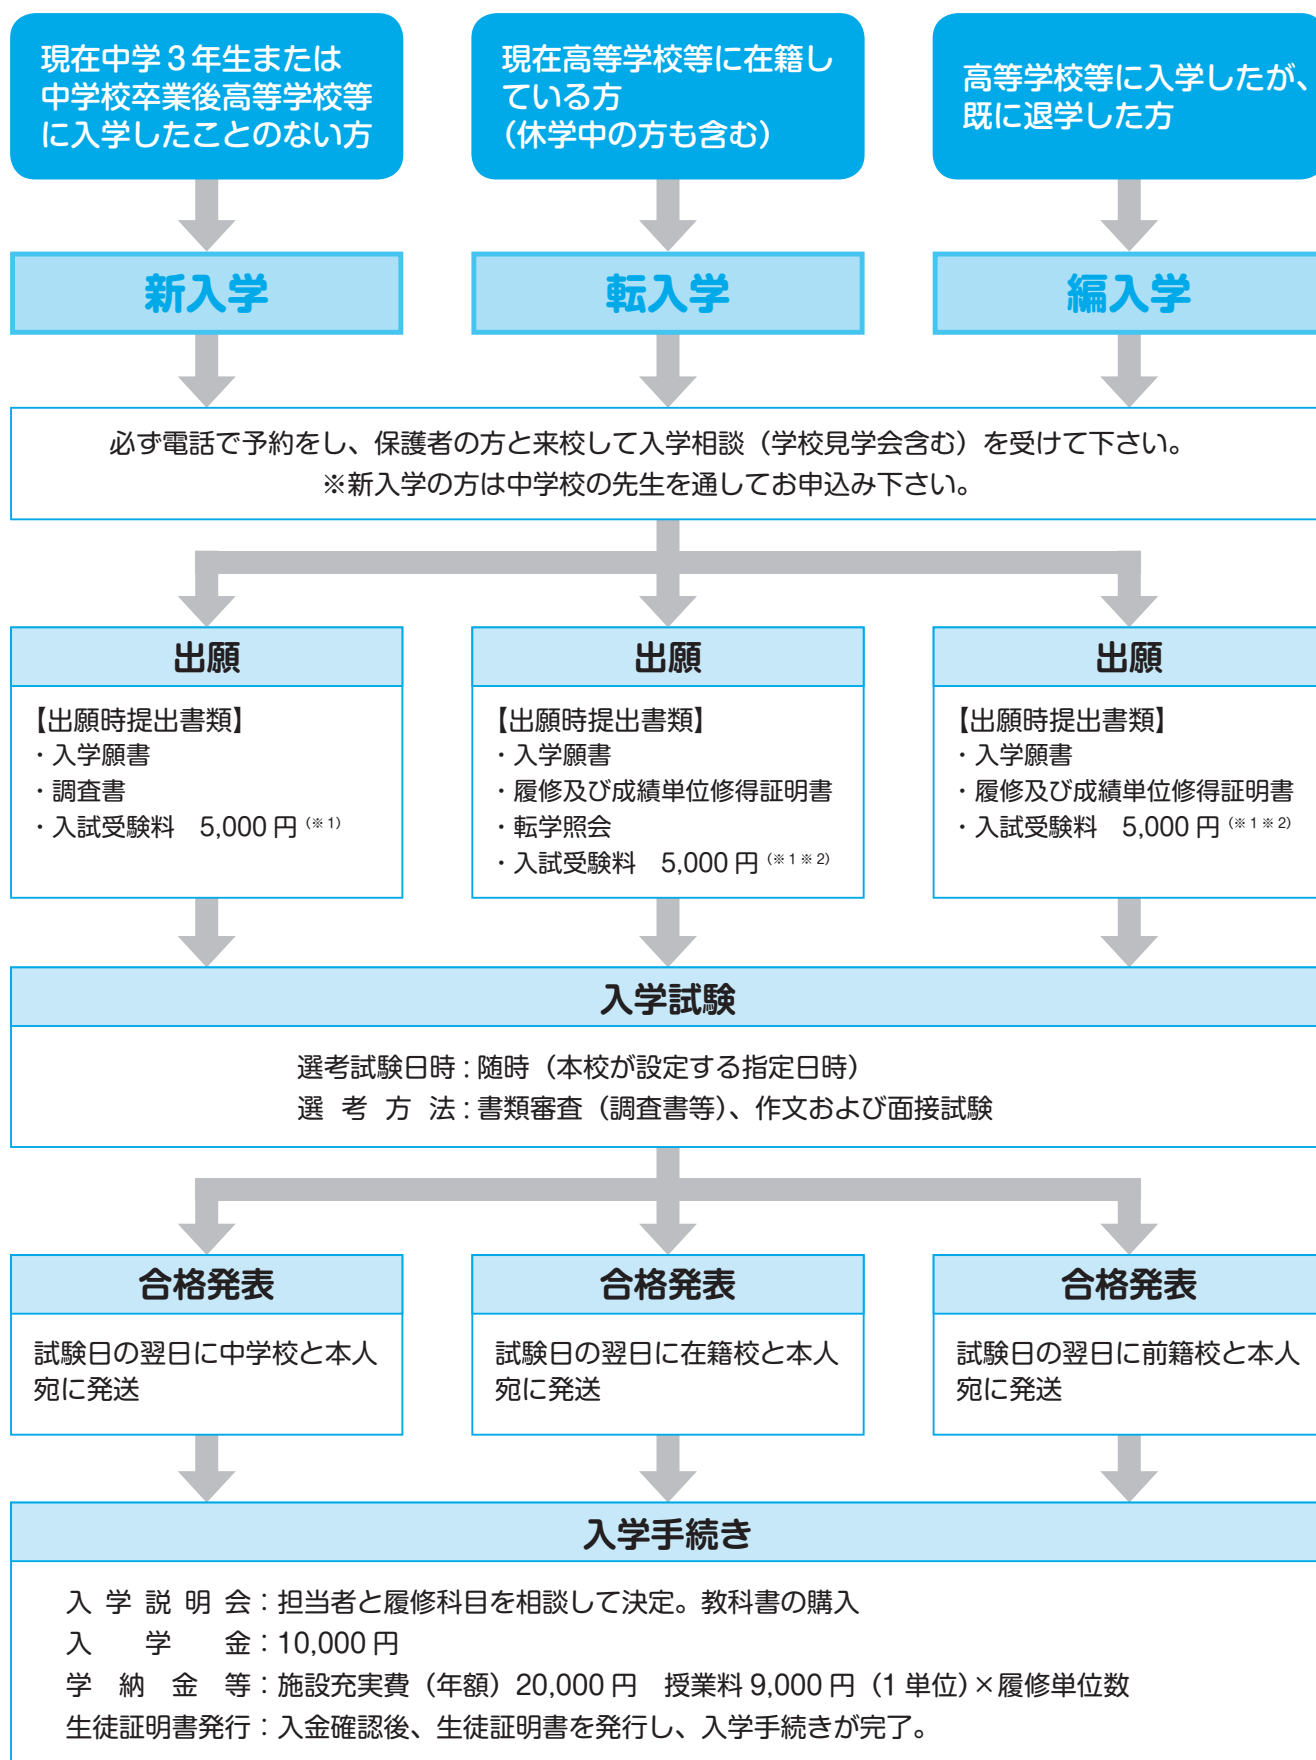 現在中学３年生または
中学校卒業後高等学校等
に入学したことのない方
現在高等学校等に在籍し
ている方
（休学中の方も含む）
高等学校等に入学したが、
既に退学した方
新入学
転入学
編入学
必ず電話で予約をし、保護者の方と来校して入学相談（学校見学会含む）を受けて下さい。
※新入学の方は中学校の先生を通してお申込み下さい。
出願
【出願時提出書類】
・入学願書
・調査書
・入試受験料　5,000 円 (※1)
出願
【出願時提出書類】
・入学願書
・履修及び成績単位修得証明書
・転学照会
・入試受験料　5,000 円 (※1※2)
出願
【出願時提出書類】
・入学願書
・履修及び成績単位修得証明書
・入試受験料　5,000 円 (※1※2)
入学試験
選考試験日時：随時（本校が設定する指定日時）
選　考　方　法：書類審査（調査書等）、作文および面接試験
合格発表
試験日の翌日に中学校と本人
宛に発送
合格発表
試験日の翌日に在籍校と本人
宛に発送
合格発表
試験日の翌日に前籍校と本人
宛に発送
入学手続き
入　学　説　明　会：担当者と履修科目を相談して決定。教科書の購入
入　　学　　金：10,000 円
学　納　金　等：施設充実費（年額）20,000 円　授業料 9,000 円（1 単位）×履修単位数
生徒証明書発行：入金確認後、生徒証明書を発行し、入学手続きが完了。